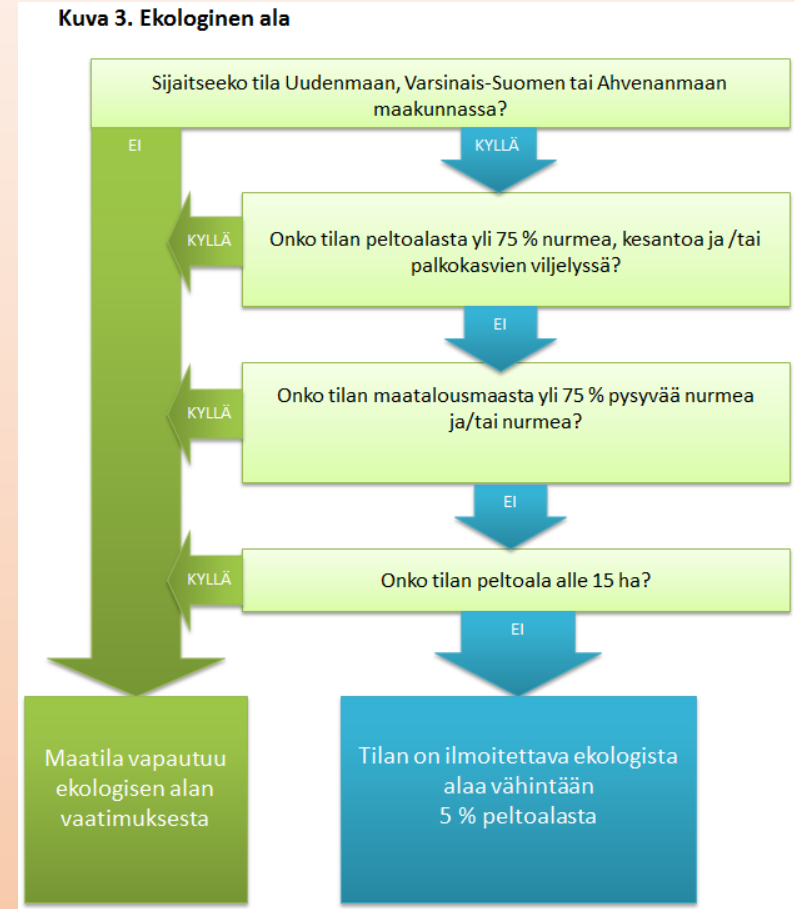 Kuva 3. Ekologinen ala
Sijaitseeko tila Uudenmaan, Varsinais-Suomen tai Ahvenanmaan
maakunnassa?
EI
KYLLÄ
KYLLÄ
Onko tilan peltoalasta yli 75 % nurmea, kesantoa ja /tai
palkokasvien viljelyssä?
EI
KYLLÄ
Onko tilan maatalousmaasta yli 75 % pysyvää nurmea
ja/tai nurmea?
EI
KYLLÄ
Onko tilan peltoala alle 15 ha?
EI
Maatila vapautuu
ekologisen alan
vaatimuksesta
Tilan on ilmoitettava ekologista
alaa vähintään
5 % peltoalasta